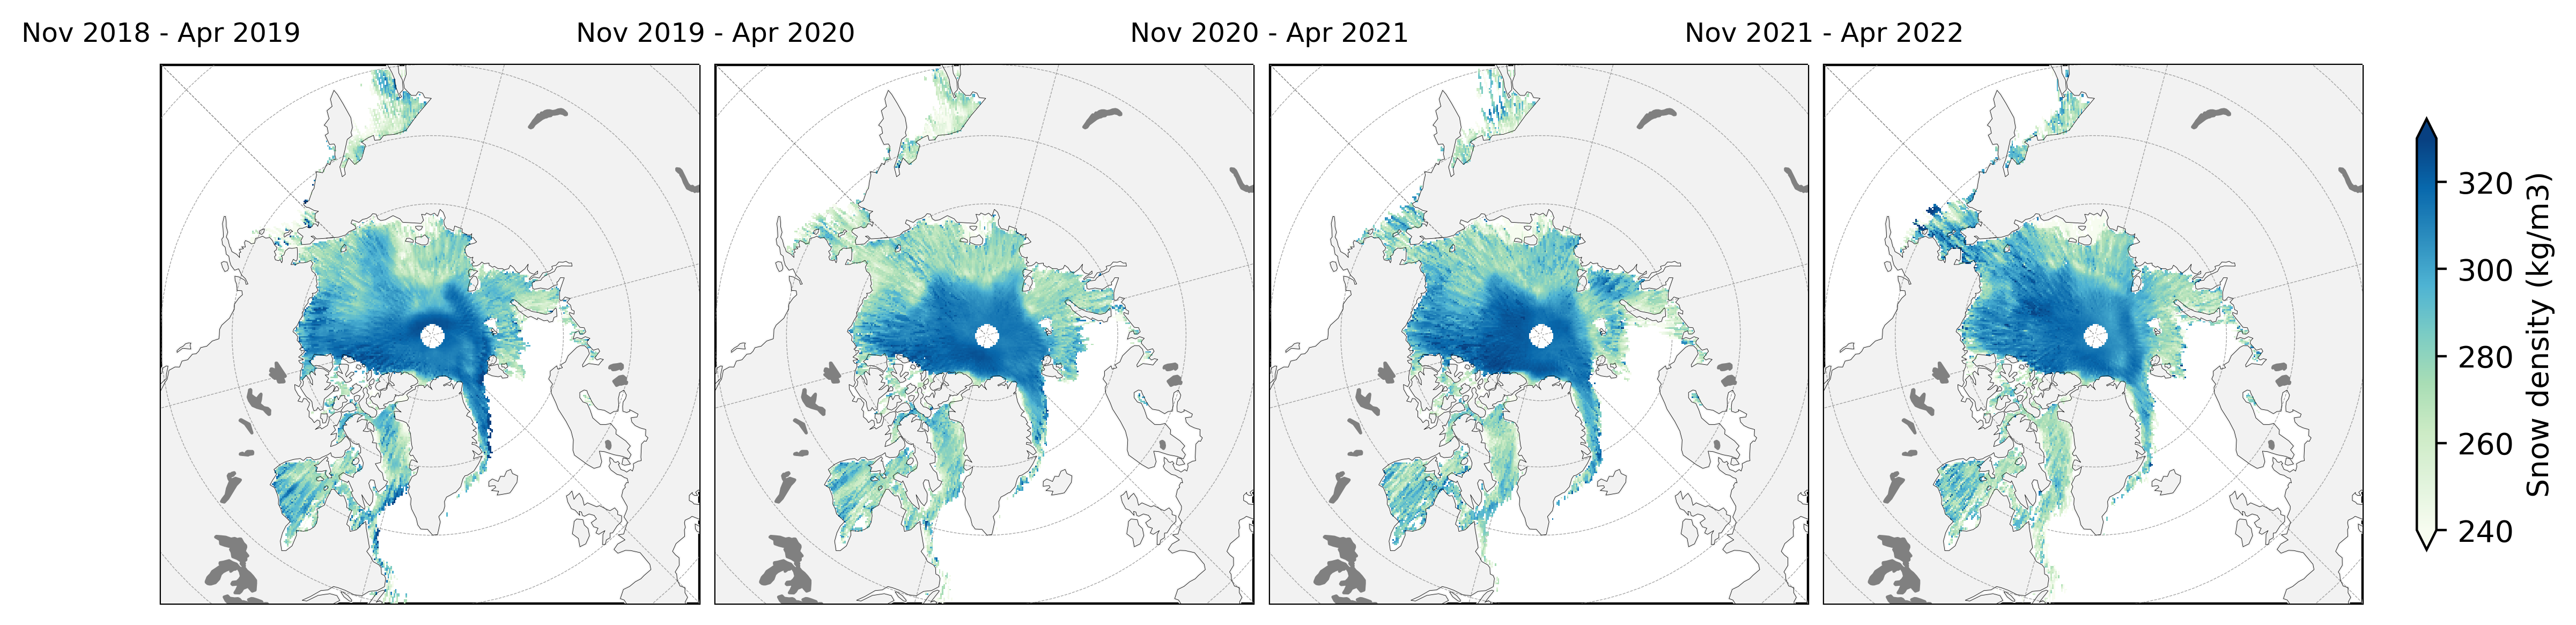 Nov 2018 - Apr 2019
Nov 2019 - Apr 2020
Nov 2020 - Apr 2021
Nov 2021 - Apr 2022
320
300
280
260
240
Snow density (kg/m3)